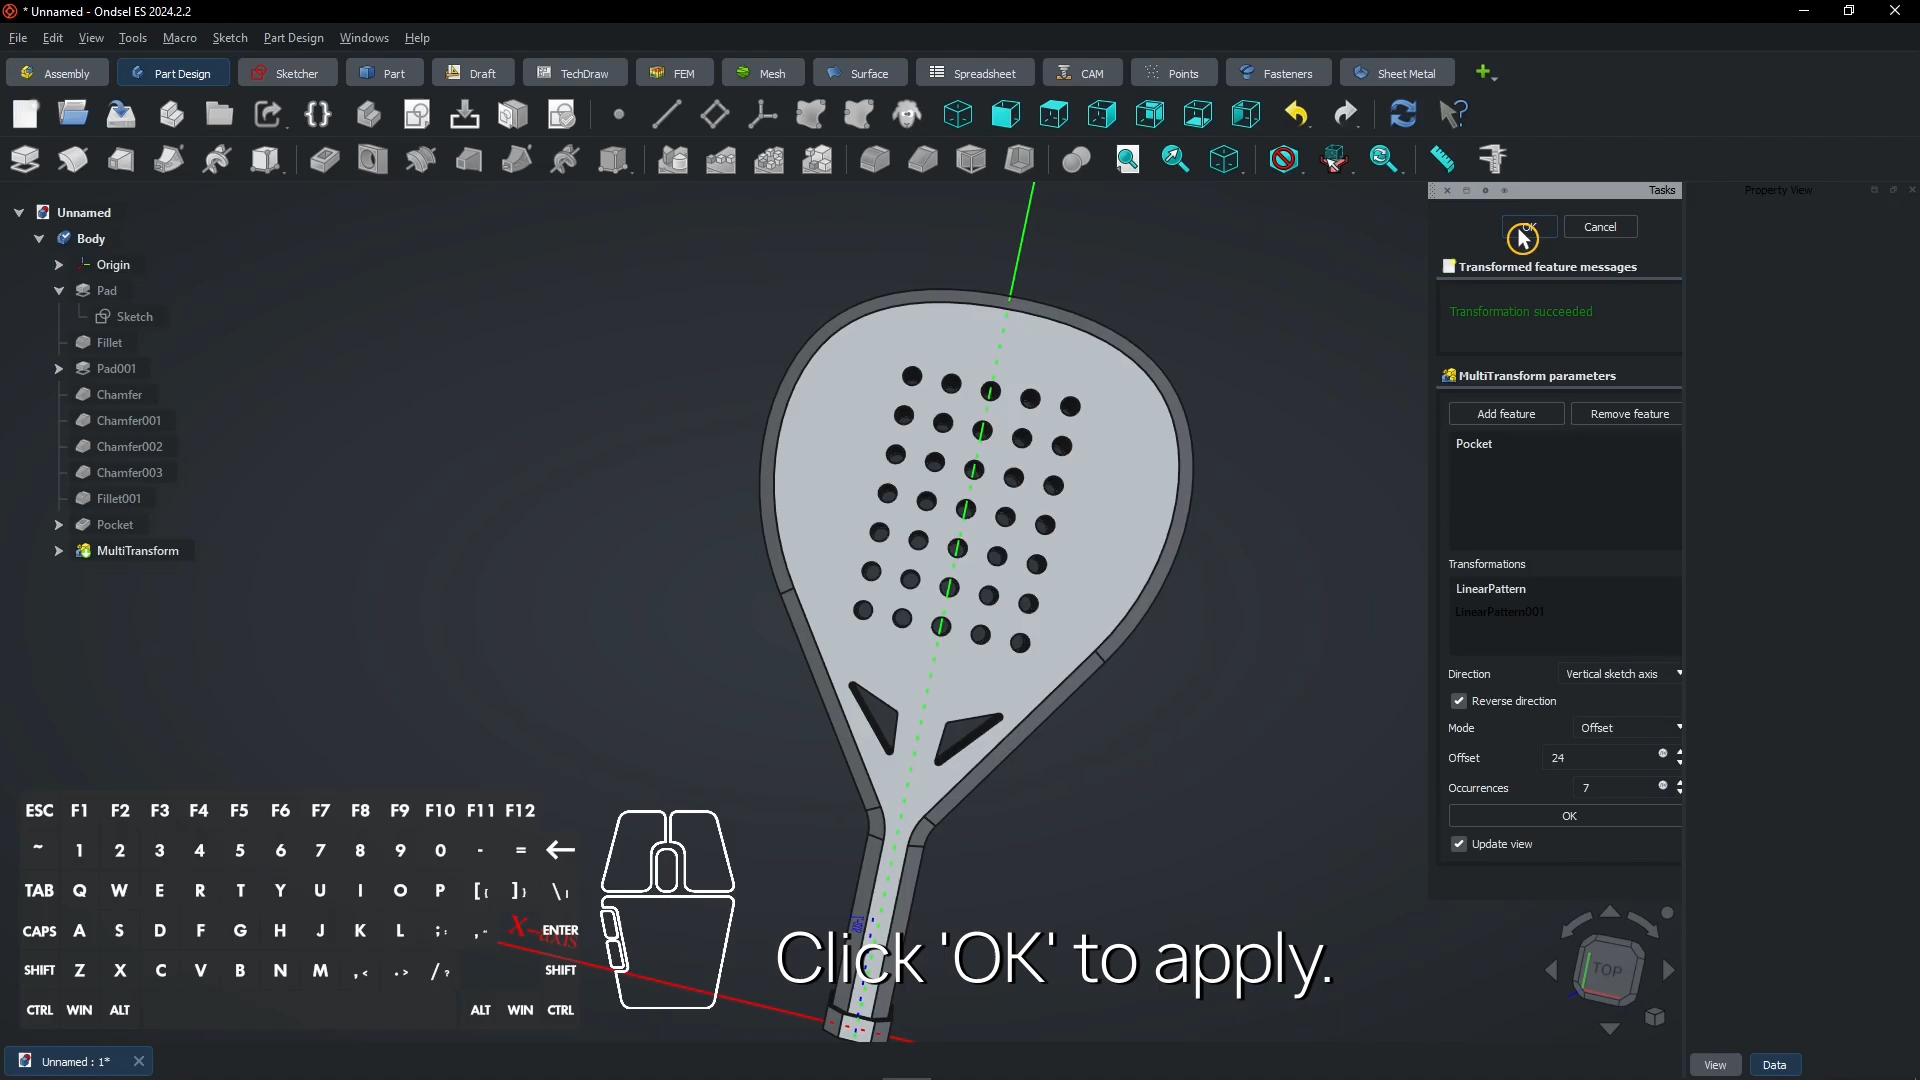 * Unnamed - Ondsel ES 2024.2.2
File Edit View Tools Macro Sketch Part Design Windows Help
Assembly Part Design Sketcher Part Draft TechDraw FEM Mesh Surface Spreadsheet CAM Points Fasteners Sheet Metal
Tasks
Property View
Unnamed
Body
Origin
Pad
Sketch
Fillet
Pad001
Chamfer
Chamfer001
Chamfer002
Chamfer003
Fillet001
Pocket
MultiTransform
OK Cancel
Transformed feature messages
Transformation succeeded
MultiTransform parameters
Add feature Remove feature
Pocket
Transformations
LinearPattern
LinearPattern001
Direction Vertical sketch axis
Reverse direction
Mode Offset
Offset 24
Occurrences 7
OK
Update view
TOP
ESC F1 F2 F3 F4 F5 F6 F7 F8 F9 F10 F11 F12
~ 1 2 3 4 5 6 7 8 9 0 - =
TAB Q W E R T Y U I O P [{ ]} \|
CAPS A S D F G H J K L ;: ," ENTER
X-axis
SHIFT Z X C V B N M ,< .> /? SHIFT
CTRL WIN ALT ALT WIN CTRL
Click 'OK' to apply.
Unnamed : 1*
View Data